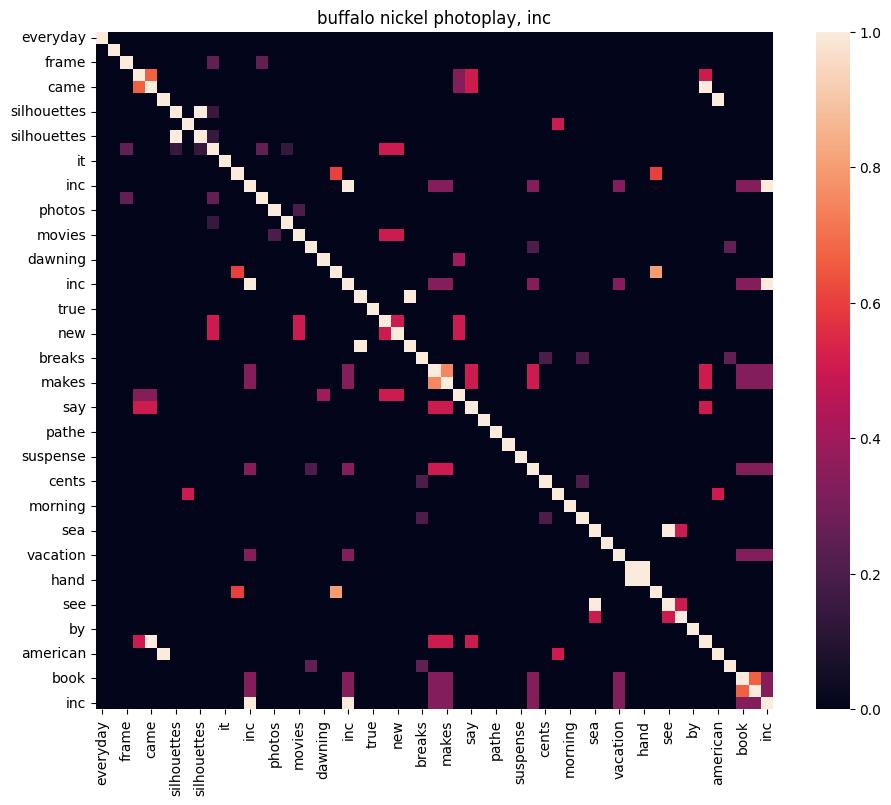 buffalo nickel photoplay, inc
everyday
frame
came
silhouettes
silhouettes
it
inc
photos
movies
dawning
inc
true
new
breaks
makes
say
pathe
suspense
cents
morning
sea
vacation
hand
see
by
american
book
inc
everyday
frame
came
silhouettes
silhouettes
it
inc
photos
movies
dawning
inc
true
new
breaks
makes
say
pathe
suspense
cents
morning
sea
vacation
hand
see
by
american
book
inc
1.0
0.8
0.6
0.4
0.2
0.0